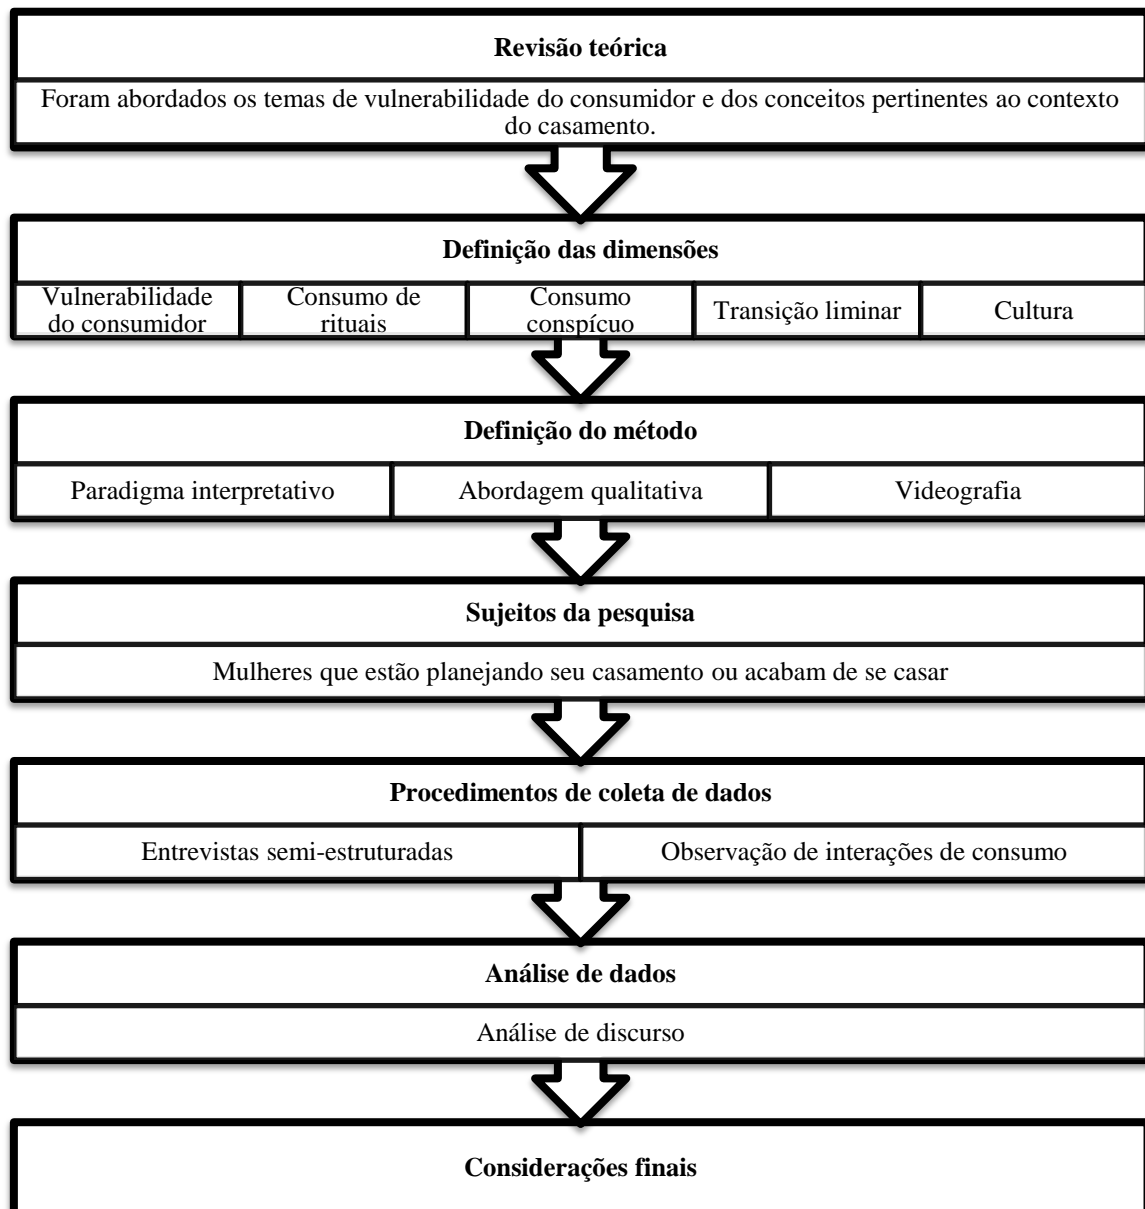 Revisão teórica
Foram abordados os temas de vulnerabilidade do consumidor e dos conceitos pertinentes ao contexto
do casamento.
Definição das dimensões
Vulnerabilidade
do consumidor
Consumo de
rituais
Consumo
conspícuo
Transição liminar
Cultura
Definição do método
Paradigma interpretativo
Abordagem qualitativa
Videografia
Sujeitos da pesquisa
Mulheres que estão planejando seu casamento ou acabam de se casar
Procedimentos de coleta de dados
Entrevistas semi-estruturadas
Observação de interações de consumo
Análise de dados
Análise de discurso
Considerações finais